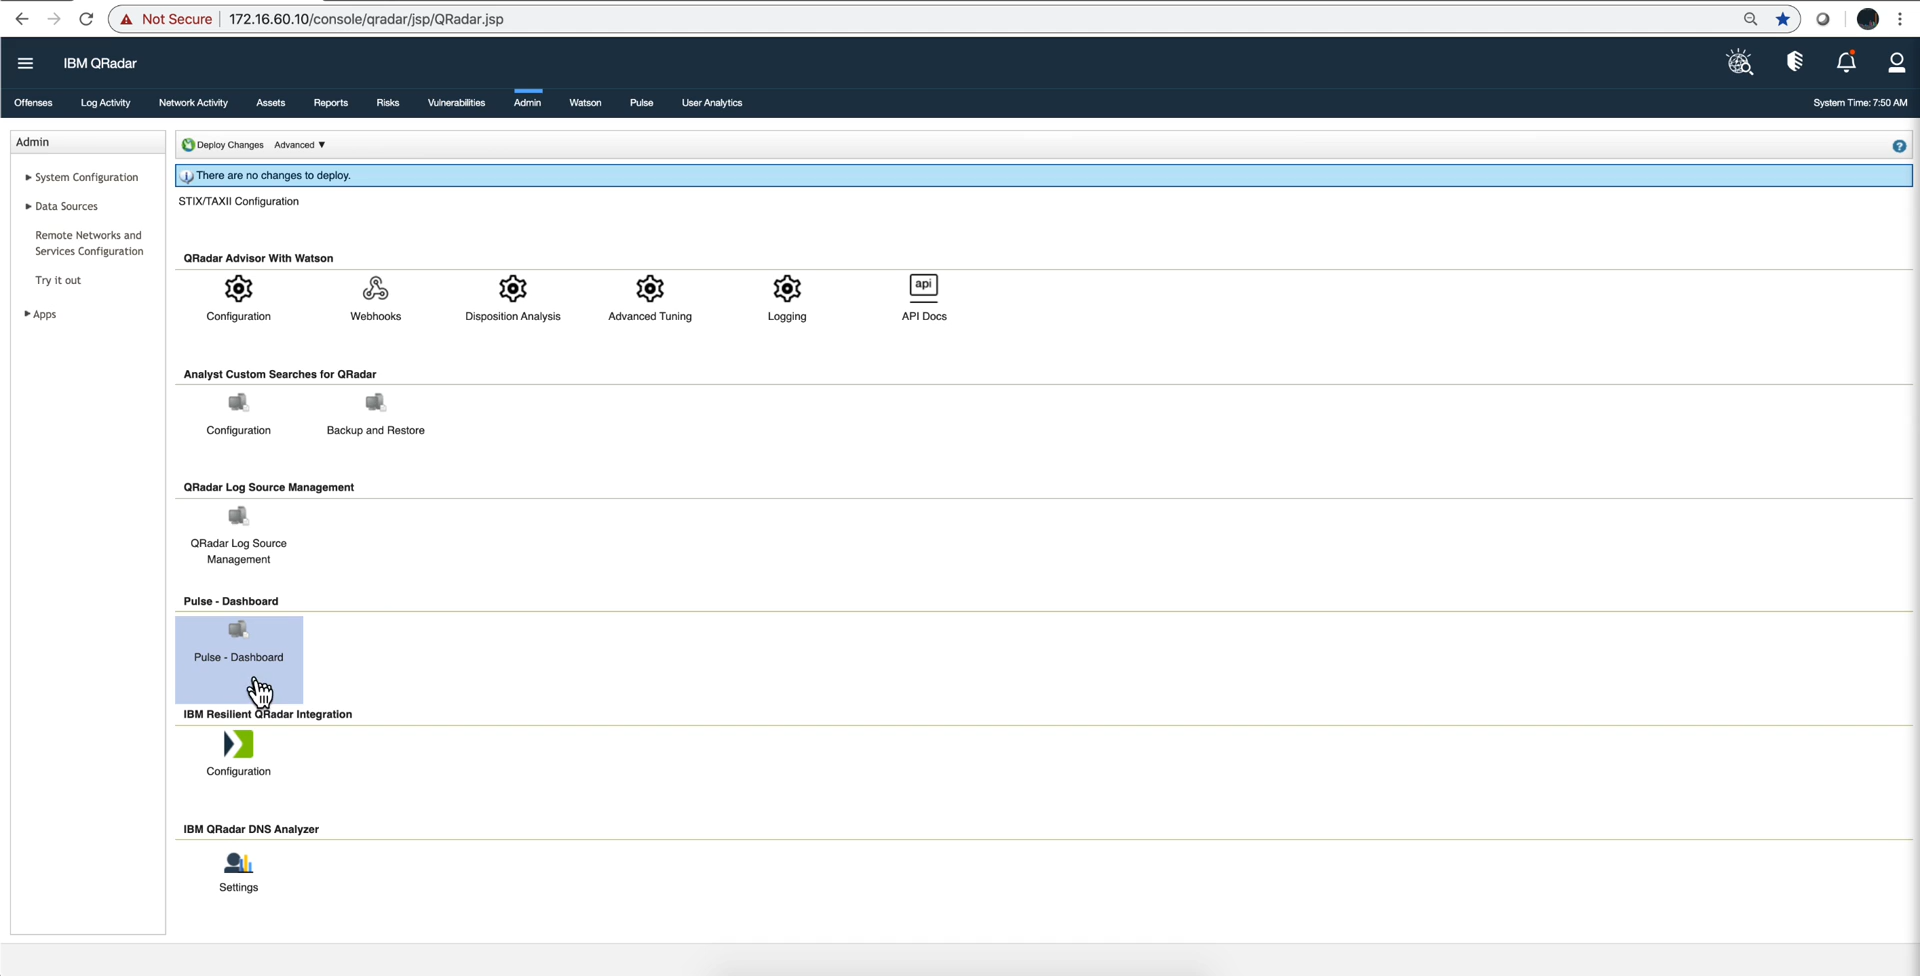 Not Secure
172.16.60.10/console/qradar/jsp/QRadar.jsp
IBM QRadar
Offenses
Log Activity
Network Activity
Assets
Reports
Risks
Vulnerabilities
Admin
Watson
Pulse
User Analytics
System Time: 7:50 AM
Admin
System Configuration
Data Sources
Remote Networks and
Services Configuration
Try it out
Apps
Deploy Changes
Advanced ▼
There are no changes to deploy.
STIX/TAXII Configuration
QRadar Advisor With Watson
api
Configuration
Webhooks
Disposition Analysis
Advanced Tuning
Logging
API Docs
Analyst Custom Searches for QRadar
Configuration
Backup and Restore
QRadar Log Source Management
QRadar Log Source
Management
Pulse - Dashboard
Pulse - Dashboard
IBM Resilient QRadar Integration
Configuration
IBM QRadar DNS Analyzer
Settings